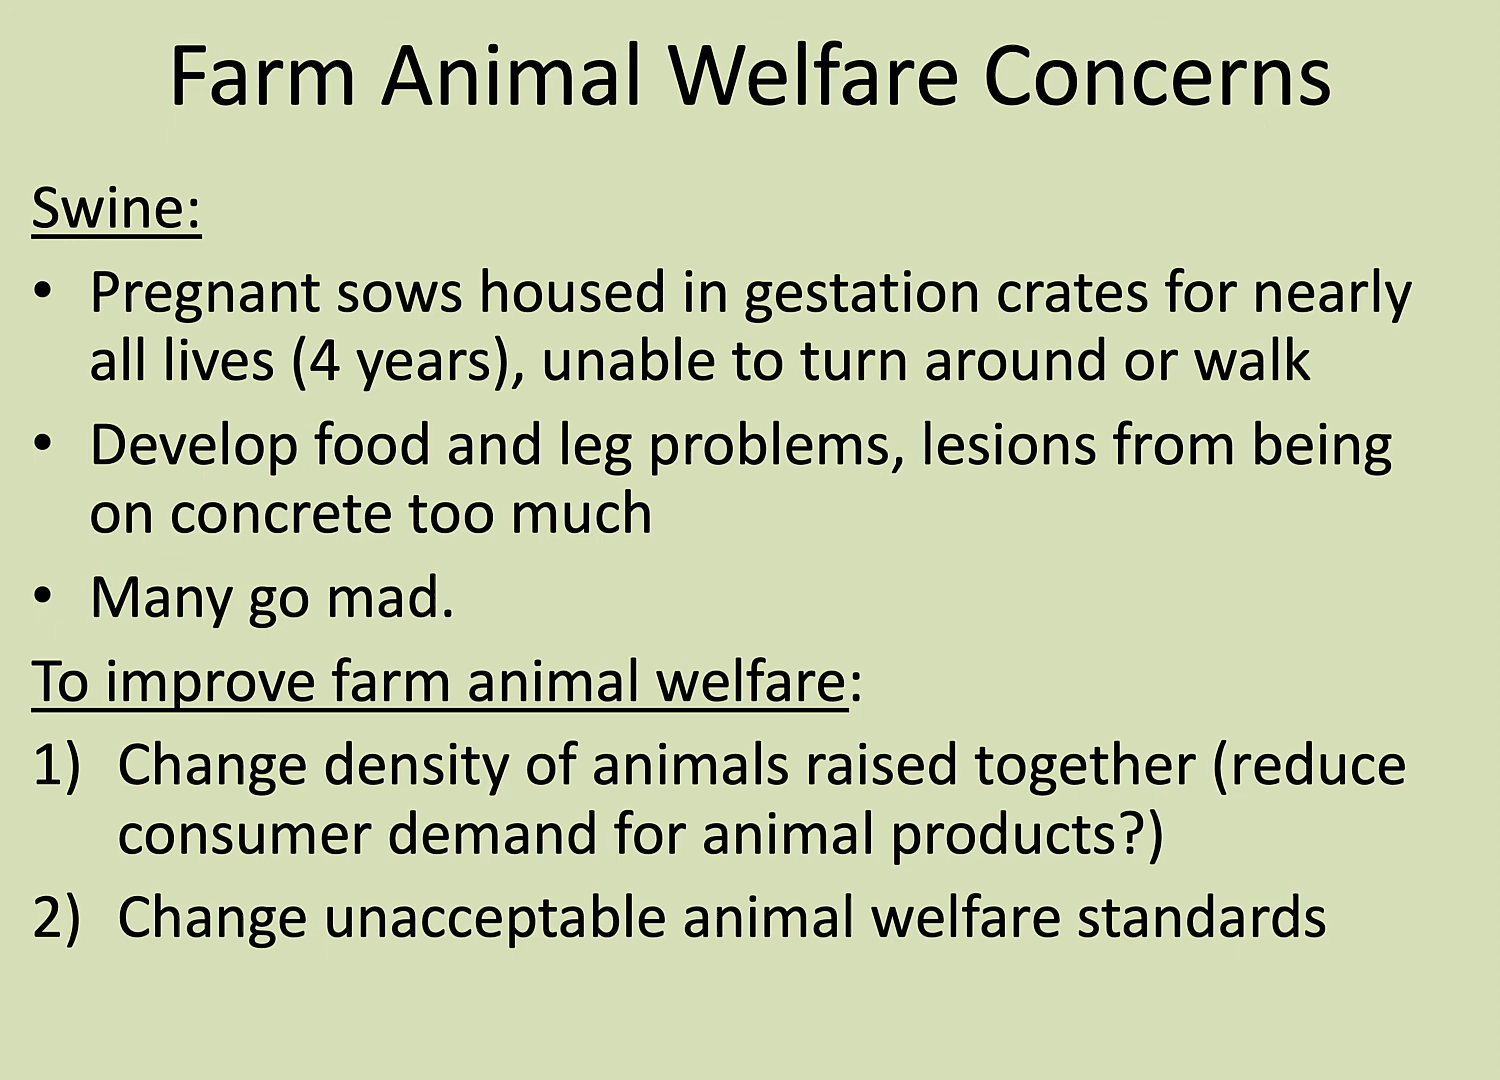 Farm Animal Welfare Concerns
Swine:
• Pregnant sows housed in gestation crates for nearly
all lives (4 years), unable to turn around or walk
• Develop food and leg problems, lesions from being
on concrete too much
• Many go mad.
To improve farm animal welfare:
1) Change density of animals raised together (reduce
consumer demand for animal products?)
2) Change unacceptable animal welfare standards